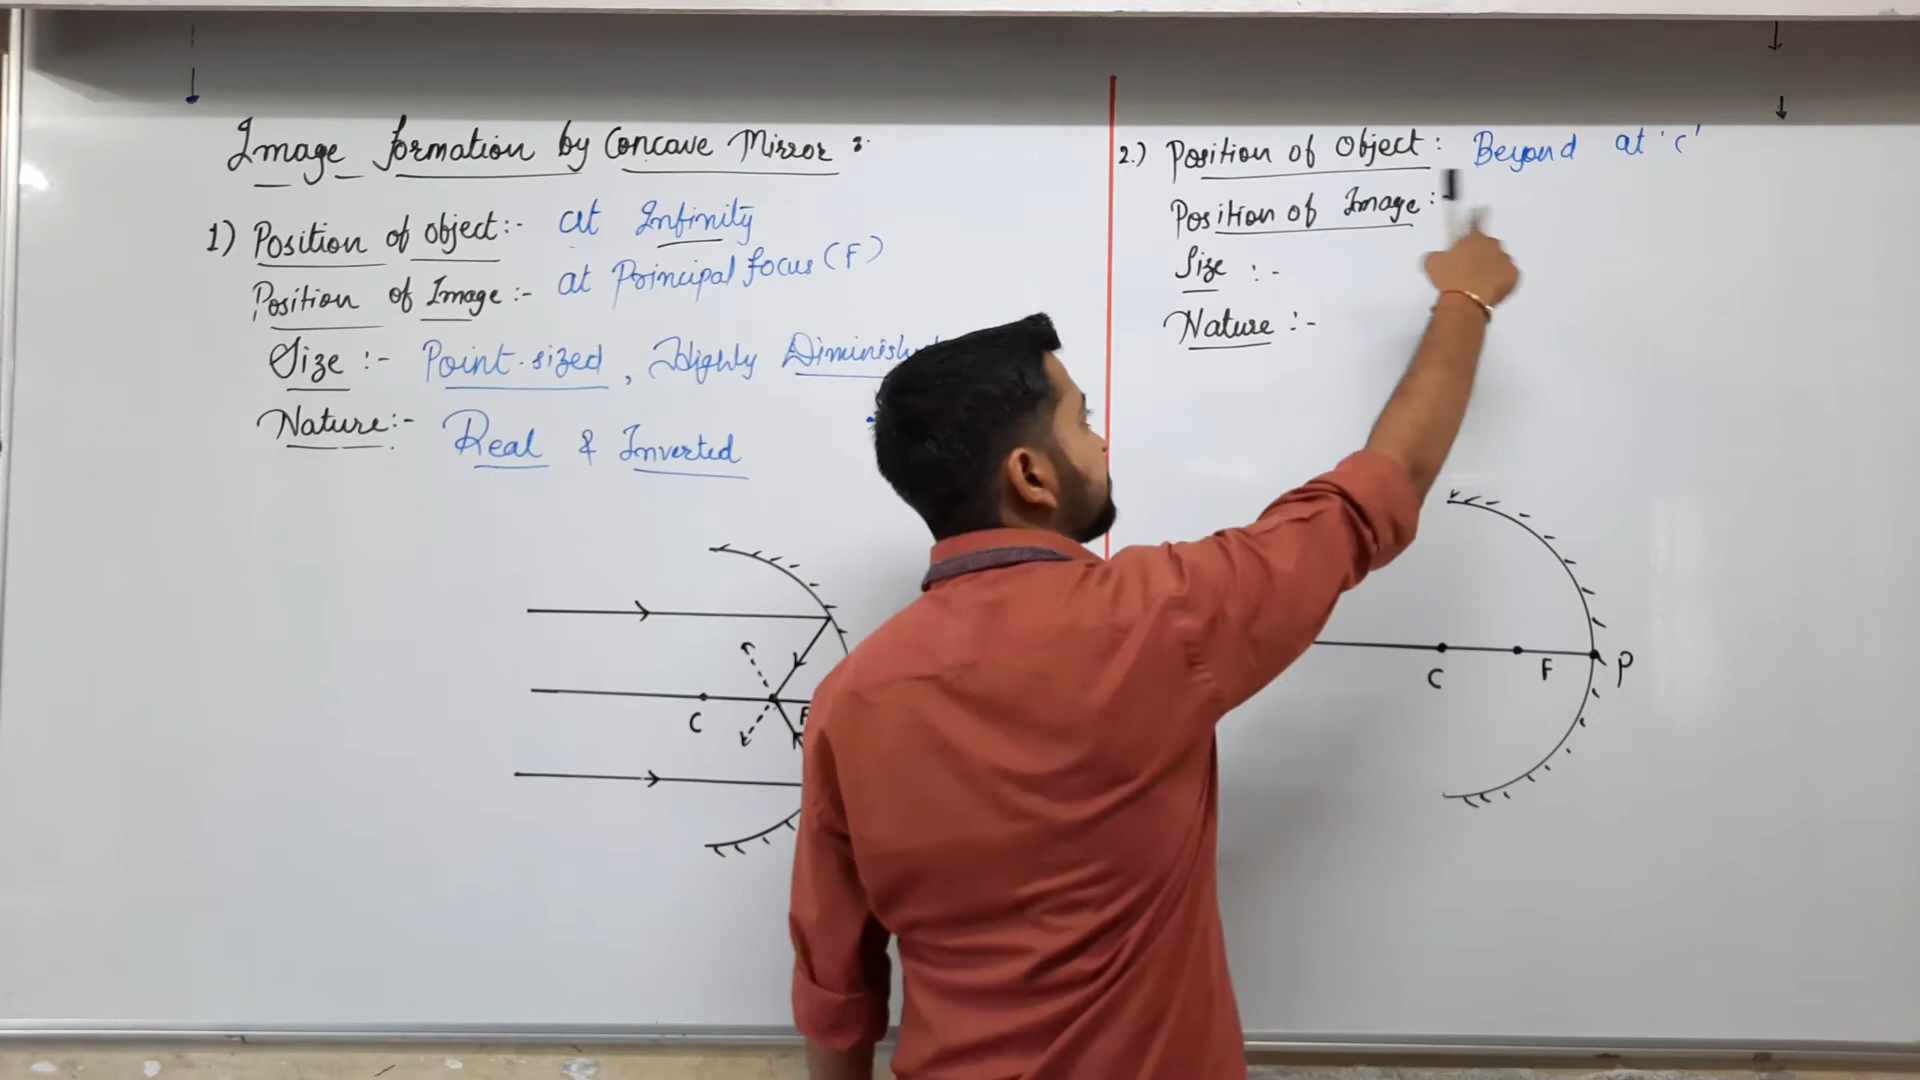 Image formation by Concave Mirror :-
1) Position of object :- at Infinity
Position of Image :- at Principal focus (F)
Size :- Point-sized, Highly
Nature :- Real & Inverted
C
F
2.) Position of Object : Beyond at 'C'
Position of Image :-
Size :-
Nature :-
C F P